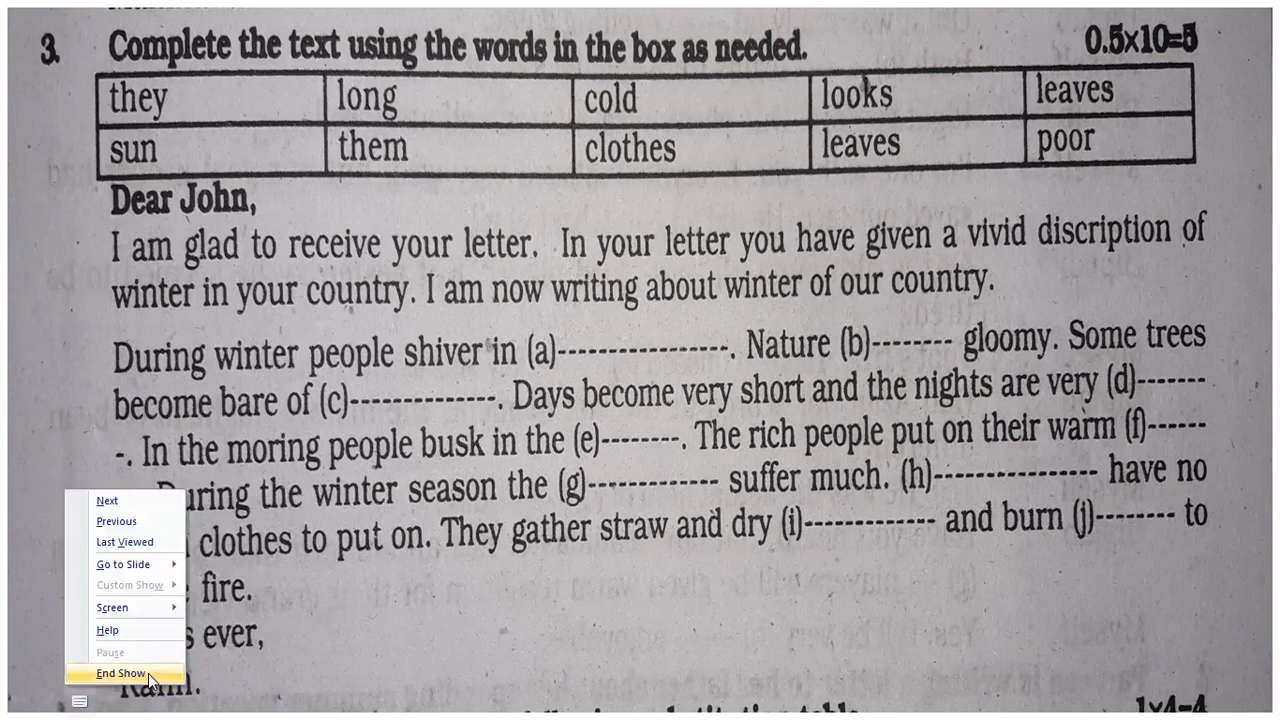 3. Complete the text using the words in the box as needed. 0.5x10=5
they long cold looks leaves
sun them clothes leaves poor
Dear John,
I am glad to receive your letter. In your letter you have given a vivid discription of
winter in your country. I am now writing about winter of our country.
During winter people shiver in (a)----------------. Nature (b)-------- gloomy. Some trees
become bare of (c)--------------. Days become very short and the nights are very (d)-------
-. In the moring people busk in the (e)--------. The rich people put on their warm (f)------
uring the winter season the (g)------------- suffer much. (h)---------------- have no
clothes to put on. They gather straw and dry (i)------------- and burn (j)-------- to
fire.
s ever,
Next
Previous
Last Viewed
Go to Slide
Custom Show
Screen
Help
Pause
End Show
1x4=4